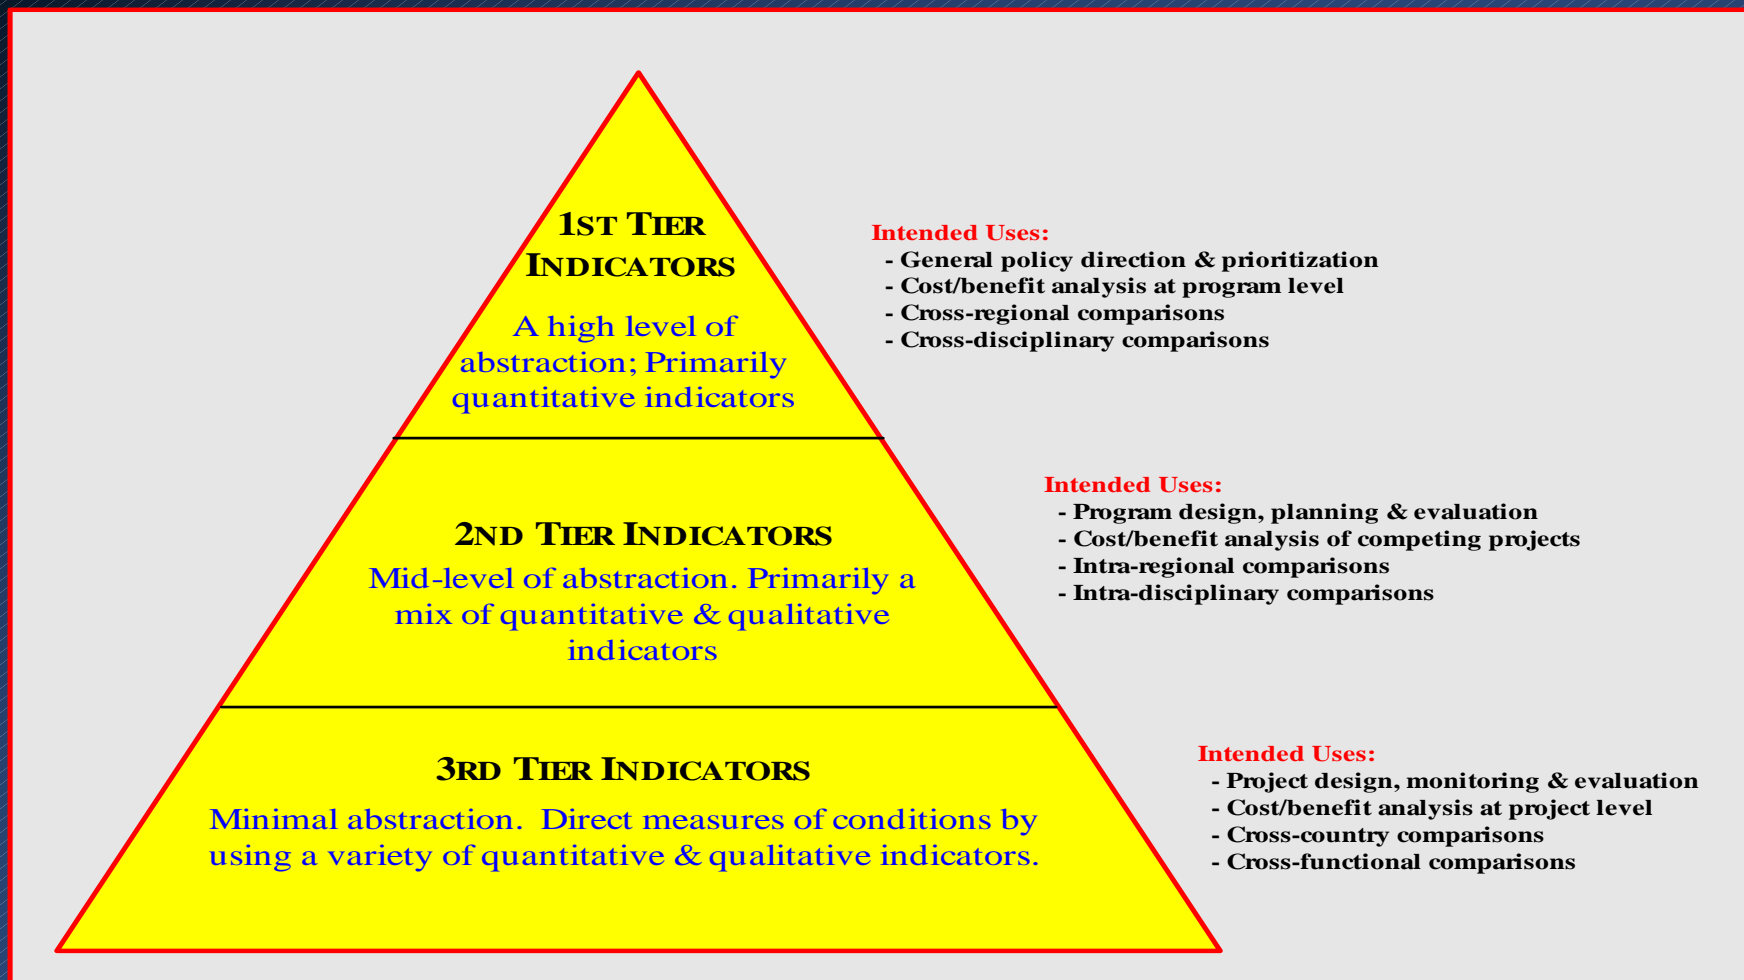 1ST TIER
INDICATORS
A high level of
abstraction; Primarily
quantitative indicators
Intended Uses:
- General policy direction & prioritization
- Cost/benefit analysis at program level
- Cross-regional comparisons
- Cross-disciplinary comparisons
2ND TIER INDICATORS
Mid-level of abstraction. Primarily a
mix of quantitative & qualitative
indicators
Intended Uses:
- Program design, planning & evaluation
- Cost/benefit analysis of competing projects
- Intra-regional comparisons
- Intra-disciplinary comparisons
3RD TIER INDICATORS
Minimal abstraction.  Direct measures of conditions by
using a variety of quantitative & qualitative indicators.
Intended Uses:
- Project design, monitoring & evaluation
- Cost/benefit analysis at project level
- Cross-country comparisons
- Cross-functional comparisons